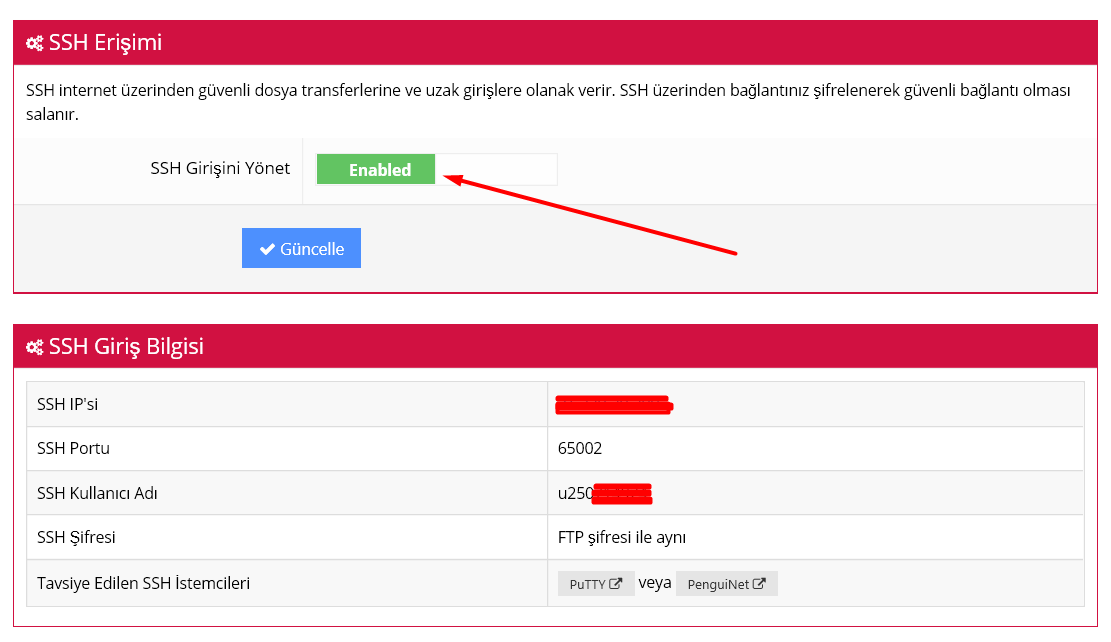 SSH Erişimi
SSH internet üzerinden güvenli dosya transferlerine ve uzak girişlere olanak verir. SSH üzerinden bağlantınız şifrelenerek güvenli bağlantı olması
salanır.
SSH Girişini Yönet
Enabled
Güncelle
SSH Giriş Bilgisi
SSH IP'si
SSH Portu 65002
SSH Kullanıcı Adı u250
SSH Şifresi FTP şifresi ile aynı
Tavsiye Edilen SSH İstemcileri PuTTY veya PenguiNet